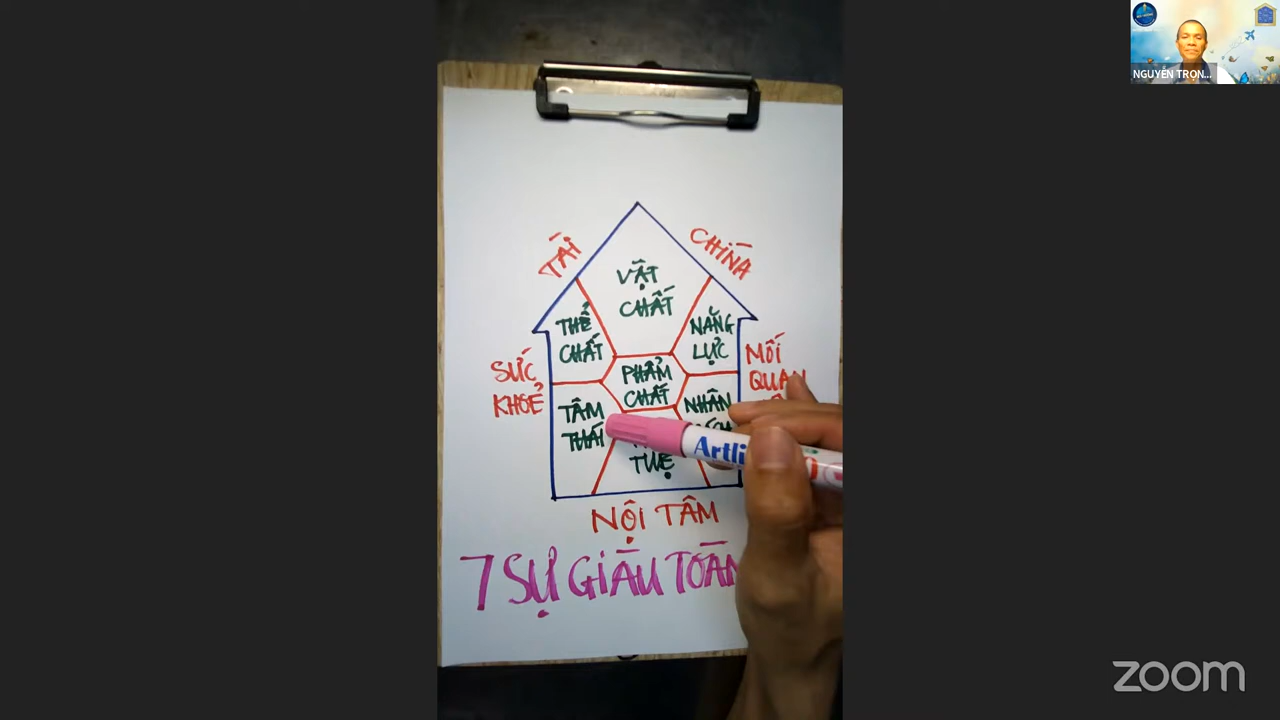 NGUYỄN TRỌN...
TÀI
CHÍNH
VẬT
CHẤT
THỂ
CHẤT
NĂNG
LỰC
SỨC
KHOẺ
PHẨM
CHẤT
MỐI
QUAN
TÂM
THÁI
NHÂN
TUỆ
Artli
NỘI TÂM
7 SỰ GIÀU TOÀN
zoom